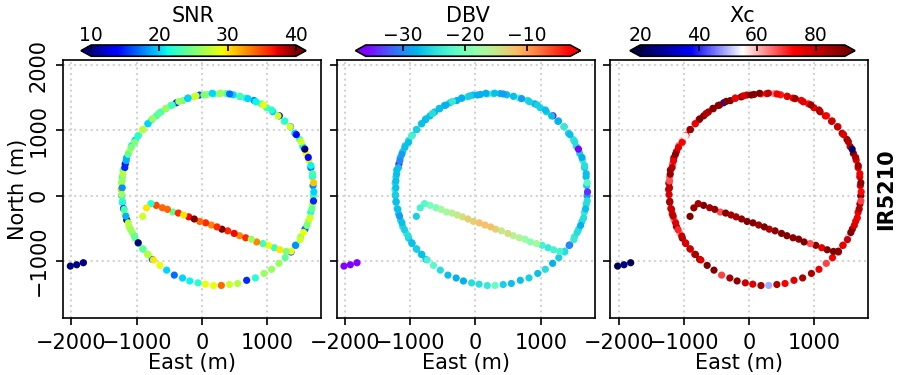 SNR DBV Xc
10 20 30 40 −30 −20 −10 20 40 60 80
2000
1000
0
−1000
North (m)
IR5210
−2000 −1000 0 1000 −2000 −1000 0 1000 −2000 −1000 0 1000
East (m) East (m) East (m)